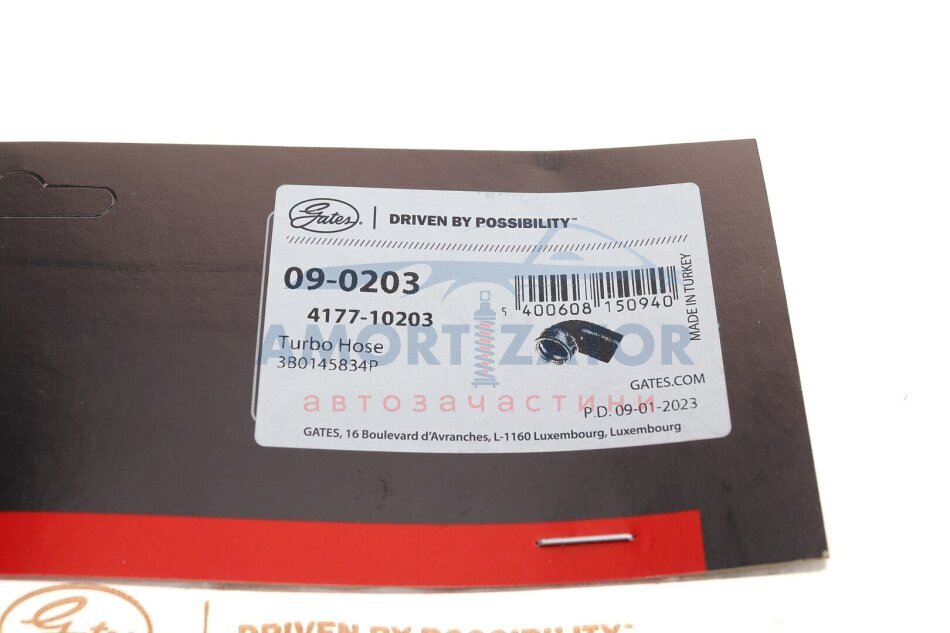 Gates | DRIVEN BY POSSIBILITY™
09-0203
4177-10203
Turbo Hose
3B0145834P
5 400608 150940
MADE IN TURKEY
AMORTIZATOR
автозачастини
GATES.COM
P.D. 09-01-2023
GATES, 16 Boulevard d'Avranches, L-1160 Luxembourg, Luxembourg
Gates | DRIVEN BY POSSIBILITY™